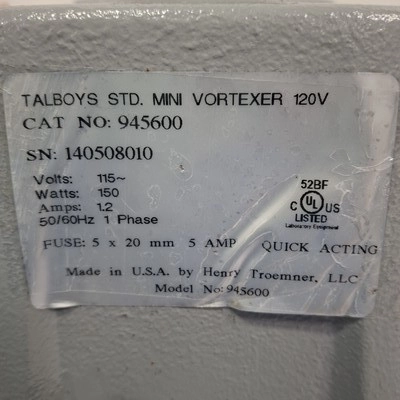 TALBOYS STD. MINI VORTEXER 120V
CAT NO: 945600
SN: 140508010
Volts: 115~
Watts: 150
Amps: 1.2
50/60Hz 1 Phase
52BF
C UL US
LISTED
Laboratory Equipment
FUSE: 5 x 20 mm 5 AMP QUICK ACTING
Made in U.S.A. by Henry Troemner, LLC
Model No: 945600